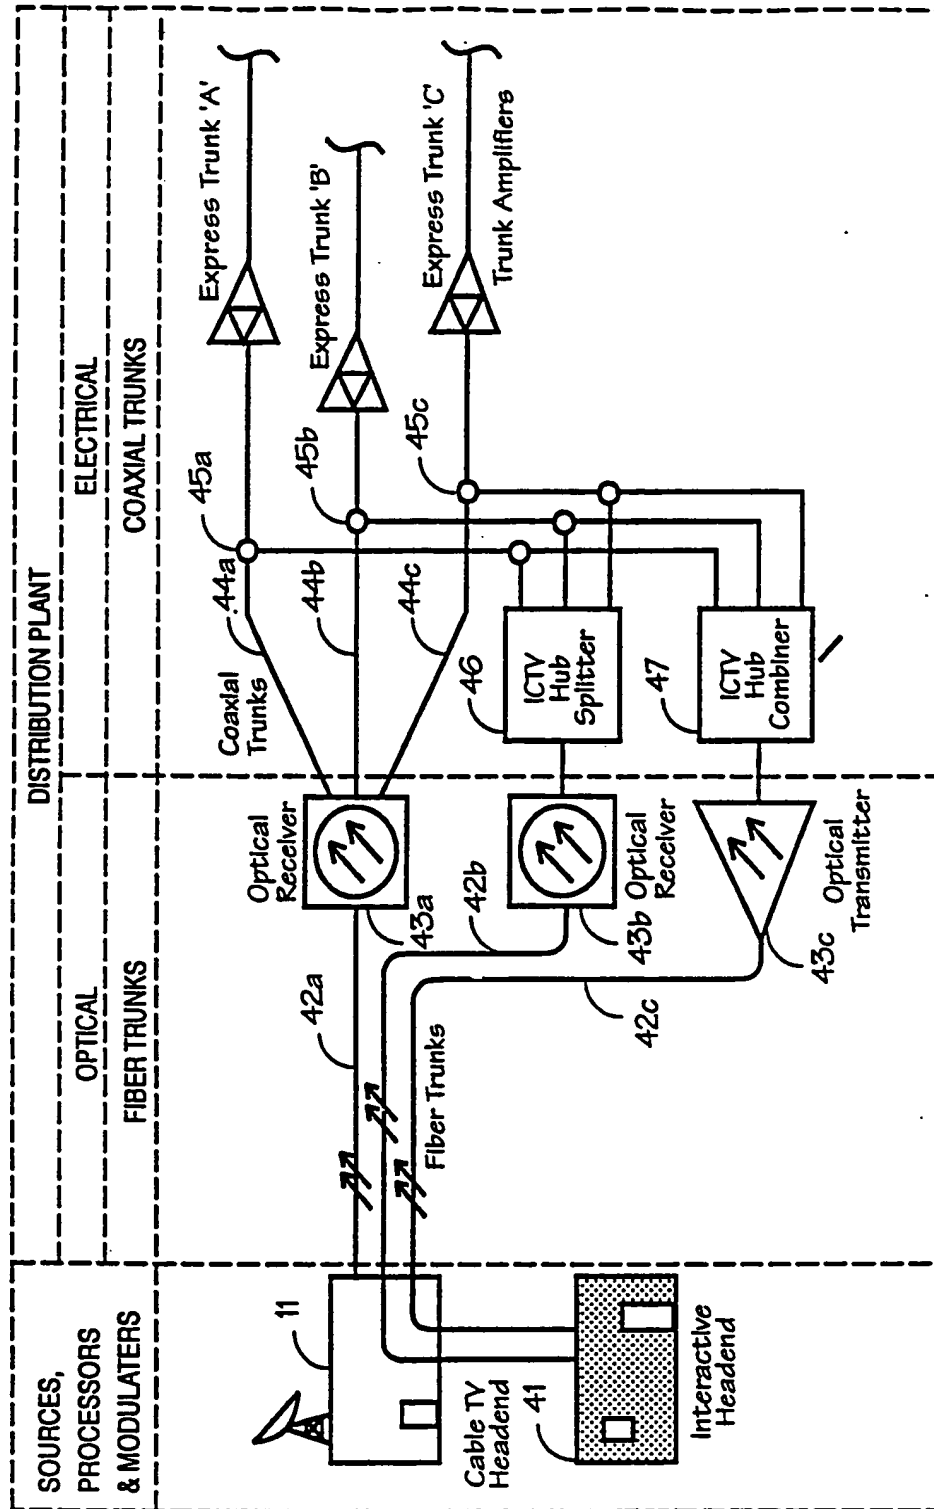 DISTRIBUTION PLANT
SOURCES,
PROCESSORS
& MODULATERS
OPTICAL
ELECTRICAL
FIBER TRUNKS
COAXIAL TRUNKS
11
Cable TV
Headend
41
Interactive
Headend
42a
Fiber Trunks
42b
42c
Optical
Receiver
43a
43b
Optical
Receiver
43c
Optical
Transmitter
Coaxial
Trunks
44a
44b
44c
45a
45b
45c
46
ICTV
Hub
Splitter
47
ICTV
Hub
Combiner
Express Trunk 'A'
Express Trunk 'B'
Express Trunk 'C'
Trunk Amplifiers